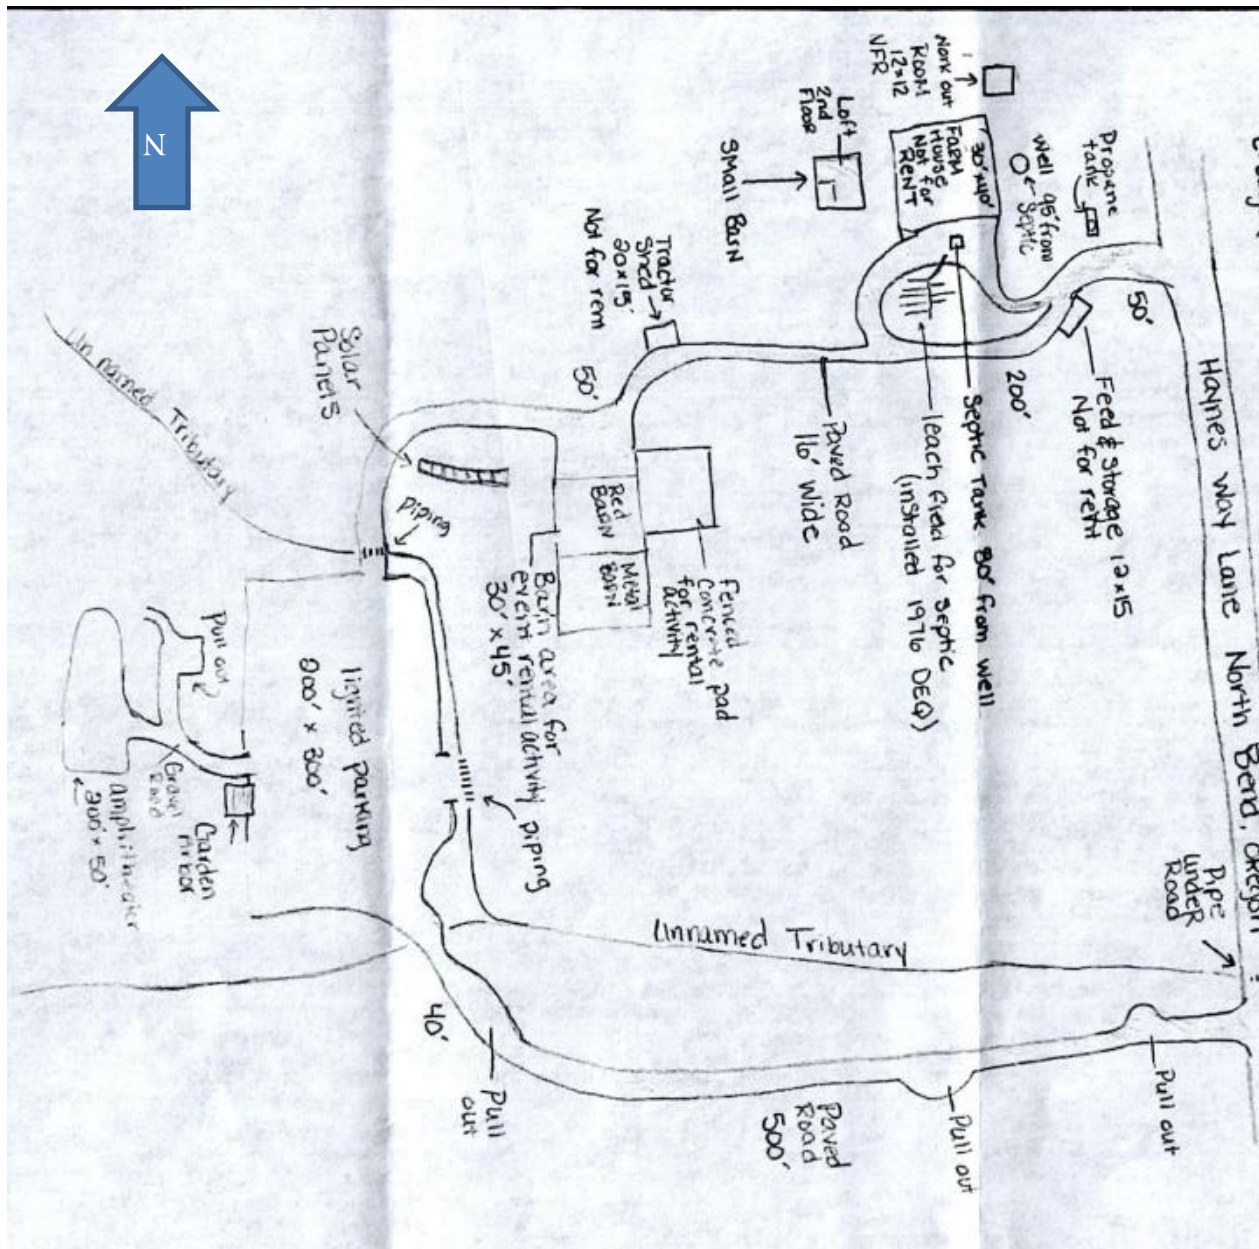 N
Haynes Way Lane North Bend, Oregon
Pipe
under
Road
Pull out
50'
Propane
tank
Well 95' from
Septic
Feed & Storage 12x15
Not for rent
200'
Work out
Room
12x12
NFR
30'x40'
Farm
House
Not for
Rent
Septic Tank 80' from well
leach field for septic
(installed 1976 DEQ)
Loft
2nd
Floor
Small Barn
Paved Road
16' Wide
Tractor
Shed
20x15'
Not for
50'
Fenced
Concrete pad
for rental
activity
Red
Barn
Metal
Barn
Barn area for
event rental activity
30' x 45'
Solar
Panels
piping
piping
Unnamed Tributary
Unnamed Tributary
Pull out
Paved
Road
500'
Pull
out
40'
lighted parking
200' x 300'
Pull out
Gravel
Road
Garden
Arbor
amphitheater
300' x 50'